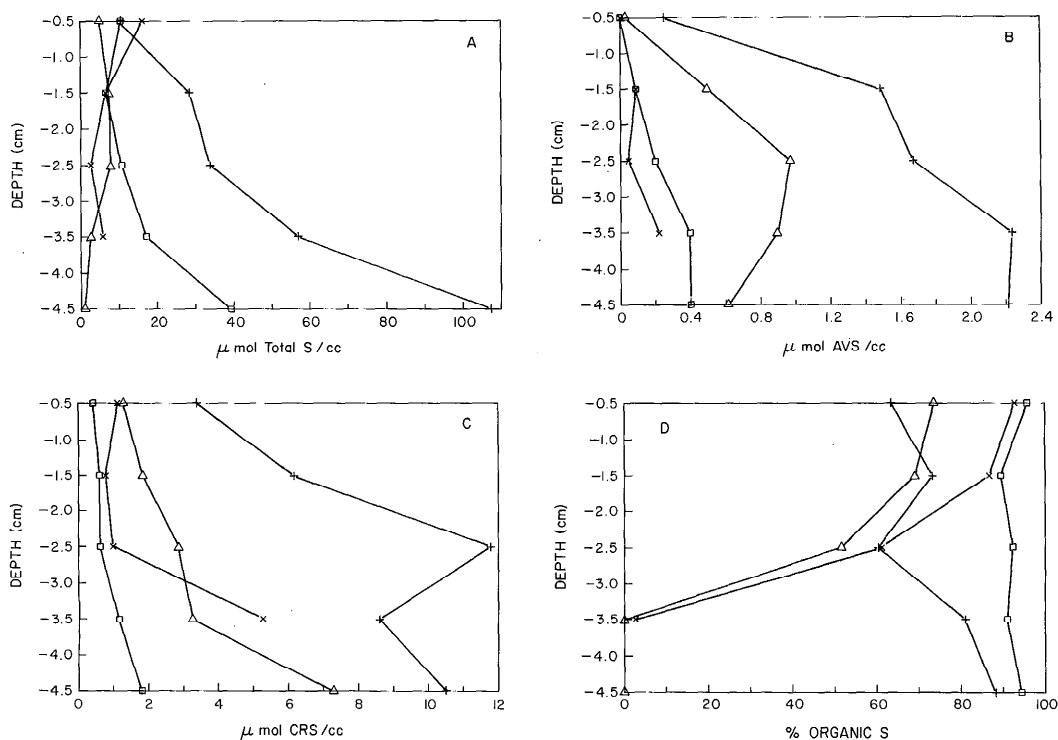 A
-0.5
-1.0
-1.5
-2.0
-2.5
-3.0
-3.5
-4.0
-4.5
DEPTH (cm)
0 20 40 60 80 100
μ mol Total S/cc
B
-0.5
-1.0
-1.5
-2.0
-2.5
-3.0
-3.5
-4.0
-4.5
DEPTH (cm)
0 0.4 0.8 1.2 1.6 2.0 2.4
μ mol AVS/cc
C
-0.5
-1.0
-1.5
-2.0
-2.5
-3.0
-3.5
-4.0
-4.5
DEPTH (cm)
0 2 4 6 8 10 12
μ mol CRS/cc
D
-0.5
-1.0
-1.5
-2.0
-2.5
-3.0
-3.5
-4.0
-4.5
DEPTH (cm)
0 20 40 60 80 100
% ORGANIC S